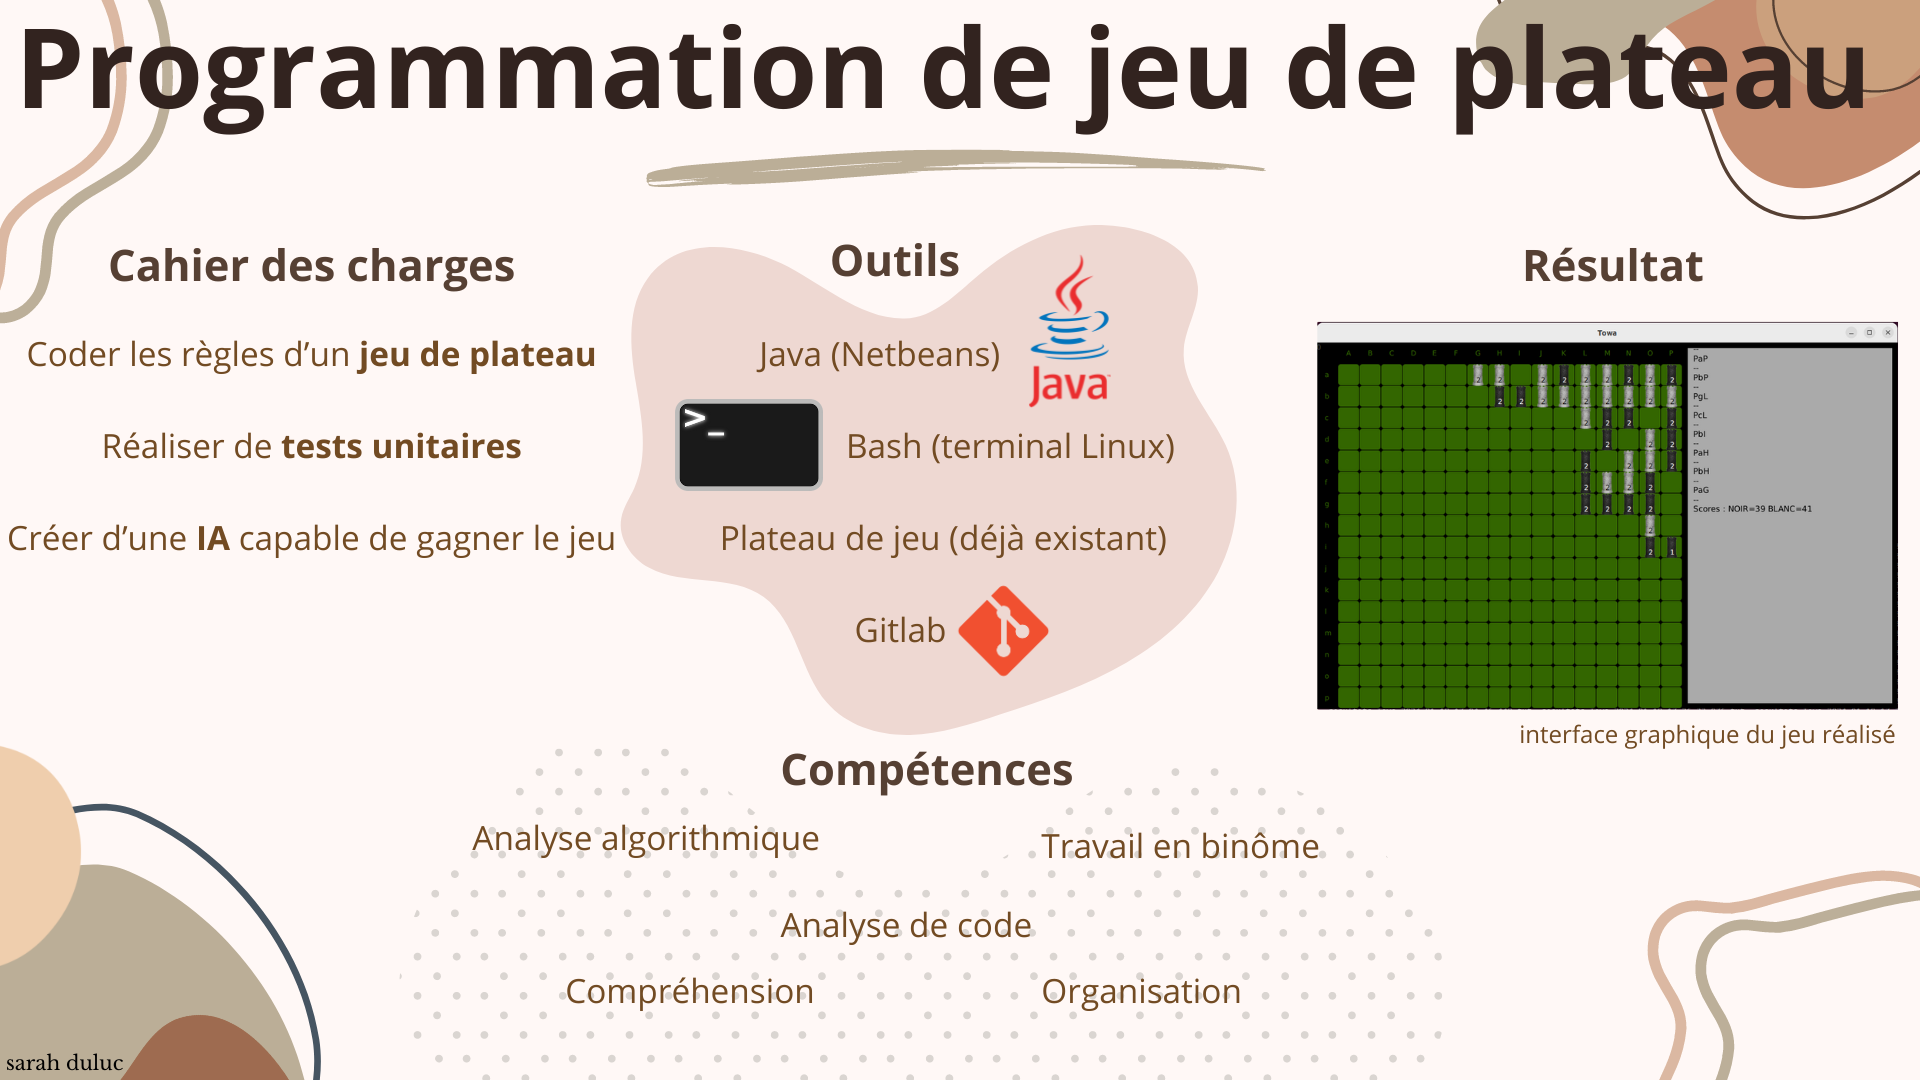 Programmation de jeu de plateau
Cahier des charges
Coder les règles d’un jeu de plateau
Réaliser de tests unitaires
Créer d’une IA capable de gagner le jeu
Outils
Java (Netbeans)
Java
>_
Bash (terminal Linux)
Plateau de jeu (déjà existant)
Gitlab
Résultat
Towa
A B C D E F G H I J K L M N O P
PaP
--
PbP
--
PgL
--
PcL
--
PbI
--
PaH
--
PbH
--
PaG
--
Scores : NOIR=39 BLANC=41
interface graphique du jeu réalisé
Compétences
Analyse algorithmique
Travail en binôme
Analyse de code
Compréhension
Organisation
sarah duluc